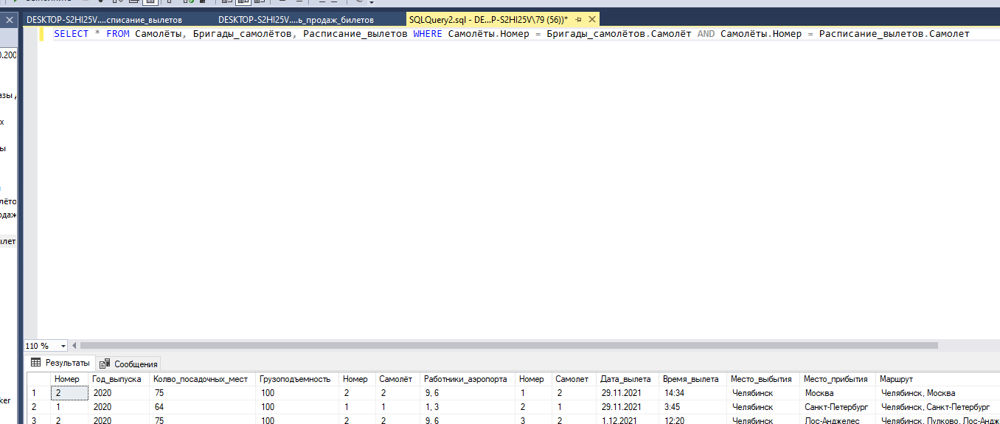 DESKTOP-S2HI25V....списание_вылетов DESKTOP-S2HI25V....ь_продаж_билетов SQLQuery2.sql - DE...P-S2HI25V\79 (56))*
SELECT * FROM Самолёты, Бригады_самолётов, Расписание_вылетов WHERE Самолёты.Номер = Бригады_самолётов.Самолёт AND Самолёты.Номер = Расписание_вылетов.Самолет
0.200
азы д
х
ы
лёто
одаж
ылет
ker
110 %
Результаты Сообщения
Номер Год_выпуска Колво_посадочных_мест Грузоподъемность Номер Самолёт Работники_аэропорта Номер Самолет Дата_вылета Время_вылета Место_выбытия Место_прибытия Маршрут
1 2 2020 75 100 2 2 9, 6 1 2 29.11.2021 14:34 Челябинск Москва Челябинск, Москва
2 1 2020 64 100 1 1 1, 3 2 1 29.11.2021 3:45 Челябинск Санкт-Петербург Челябинск, Санкт-Петербург
3 2 2020 75 100 2 2 9, 6 3 2 1.12.2021 12:20 Челябинск Лос-Анджелес Челябинск, Пулково, Лос-Андж